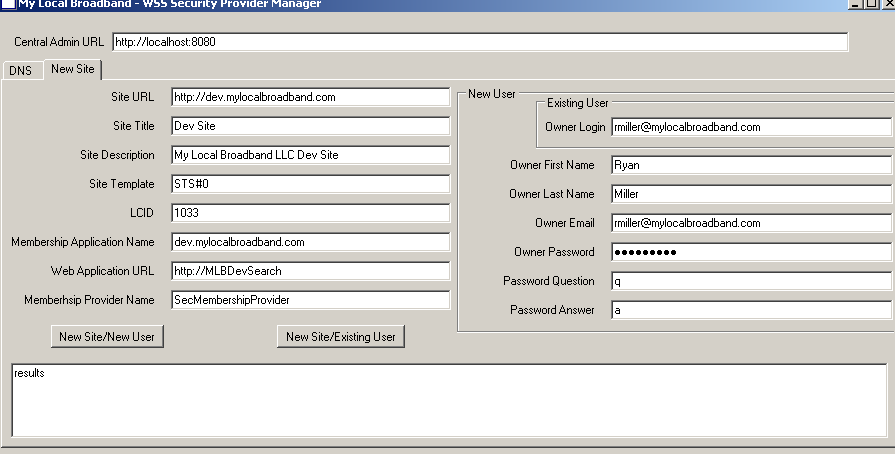 My Local Broadband - WSS Security Provider Manager
Central Admin URL http://localhost:8080
DNS New Site
Site URL http://dev.mylocalbroadband.com
Site Title Dev Site
Site Description My Local Broadband LLC Dev Site
Site Template STS#0
LCID 1033
Membership Application Name dev.mylocalbroadband.com
Web Application URL http://MLBDevSearch
Memberhsip Provider Name SecMembershipProvider
New Site/New User
New Site/Existing User
New User
Existing User
Owner Login rmiller@mylocalbroadband.com
Owner First Name Ryan
Owner Last Name Miller
Owner Email rmiller@mylocalbroadband.com
Owner Password ●●●●●●●●●
Password Question q
Password Answer a
results